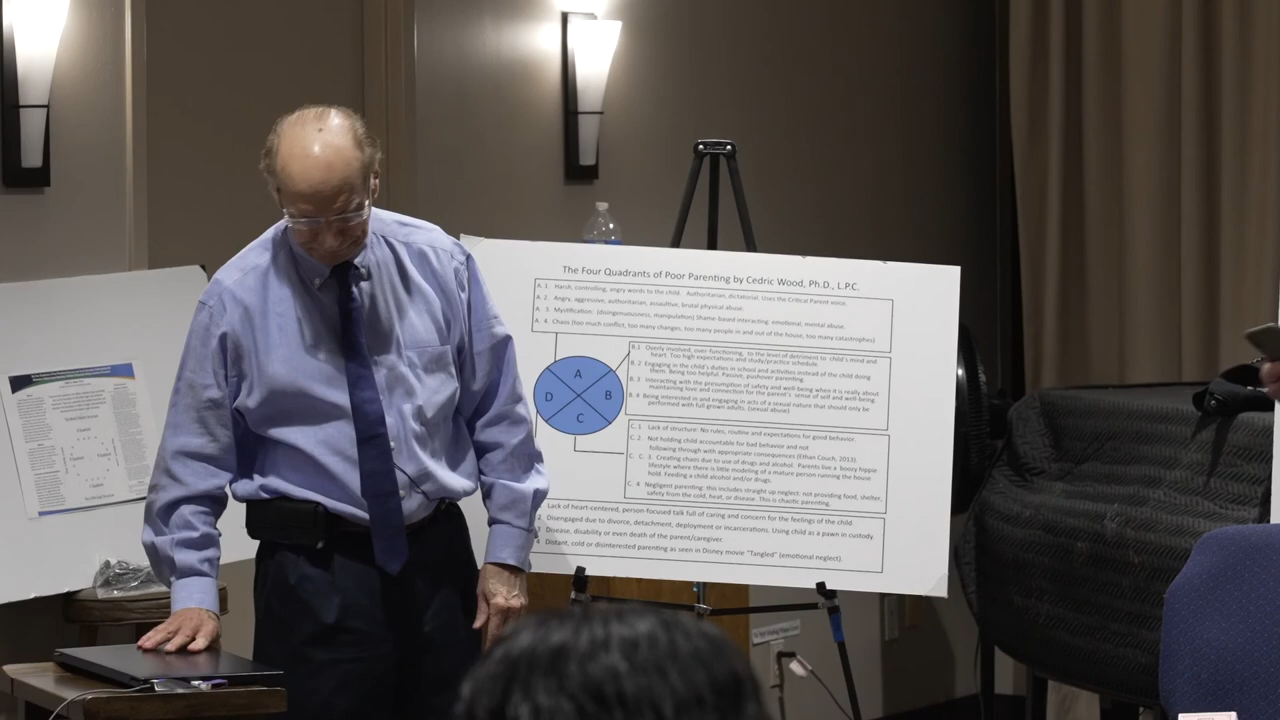 The Four Quadrants of Poor Parenting by Cedric Wood, Ph.D., L.P.C.
A. 1. Harsh, controlling, angry words to the child. Authoritarian, dictatorial. Uses the Critical Parent voice.
A. 2. Angry, aggressive, authoritarian, assaultive, brutal physical abuse.
A. 3. Mystification: (disingenuousness, manipulation) Shame-based interacting: emotional, mental abuse.
A. 4. Chaos (too much conflict, too many changes, too many people in and out of the house, too many catastrophes)
B.1 Overly involved, over-functioning, to the level of detriment to child's mind and
heart. Too high expectations and study/practice schedule.
B. 2 Engaging in the child's duties in school and activities instead of the child doing
them. Being too helpful. Passive, pushover parenting.
B. 3 Interacting with the presumption of safety and well-being when it is really about
maintaining love and connection for the parent's sense of self and well-being.
B. 4 Being interested in and engaging in acts of a sexual nature that should only be
performed with full grown adults. (sexual abuse)
A
D B
C
C. 1 Lack of structure: No rules, routine and expectations for good behavior.
C. 2. Not holding child accountable for bad behavior and not
following through with appropriate consequences (Ethan Couch, 2013).
C. C. 3. Creating chaos due to use of drugs and alcohol. Parents live a boozy hippie
lifestyle where there is little modeling of a mature person running the house
hold. Feeding a child alcohol and/or drugs.
C. 4 Negligent parenting: this includes straight up neglect: not providing food, shelter,
safety from the cold, heat, or disease. This is chaotic parenting.
Lack of heart-centered, person-focused talk full of caring and concern for the feelings of the child
2 Disengaged due to divorce, detachment, deployment or incarcerations. Using child as a pawn in custody.
3 Disease, disability or even death of the parent/caregiver.
4 Distant, cold or disinterested parenting as seen in Disney movie "Tangled" (emotional neglect).